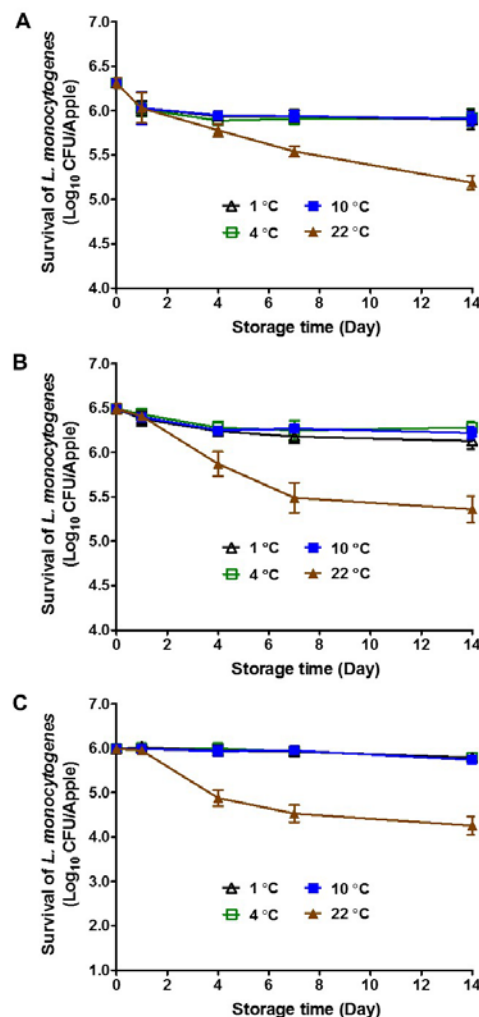 A
7.0
6.5
6.0
5.5
5.0
4.5
4.0
Survival of L. monocytogenes
(Log10 CFU/Apple)
1 °C
10 °C
4 °C
22 °C
0 2 4 6 8 10 12 14
Storage time (Day)
B
7.0
6.5
6.0
5.5
5.0
4.5
4.0
Survival of L. monocytogenes
(Log10 CFU/Apple)
1 °C
10 °C
4 °C
22 °C
0 2 4 6 8 10 12 14
Storage time (Day)
C
7.0
6.0
5.0
4.0
3.0
2.0
1.0
Survival of L. monocytogenes
(Log10 CFU/Apple)
1 °C
10 °C
4 °C
22 °C
0 2 4 6 8 10 12 14
Storage time (Day)